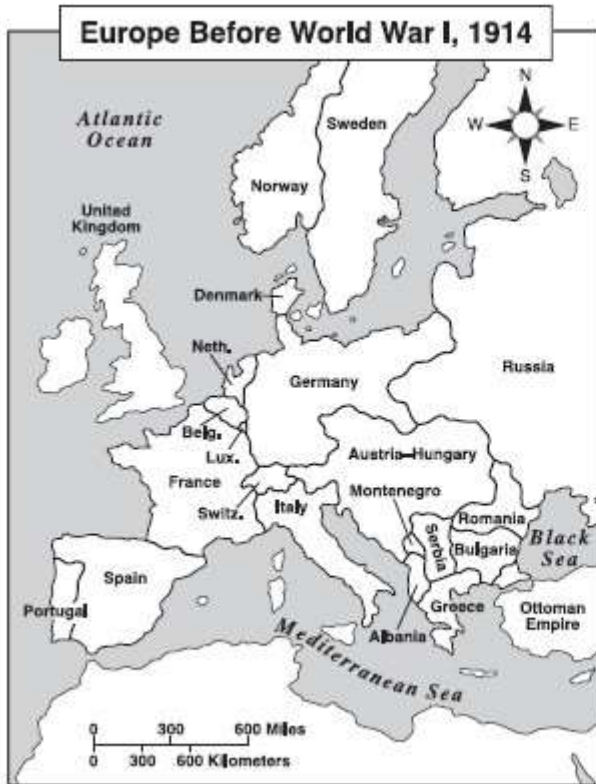 Europe Before World War I, 1914
N
W
E
S
Atlantic
Ocean
Sweden
Norway
United
Kingdom
Denmark
Neth.
Germany
Russia
Belg.
Lux.
Austria–Hungary
France
Montenegro
Switz.
Italy
Romania
Serbia
Black
Sea
Bulgaria
Spain
Portugal
Greece
Ottoman
Empire
Albania
Mediterranean Sea
0 300 600 Miles
0 300 600 Kilometers